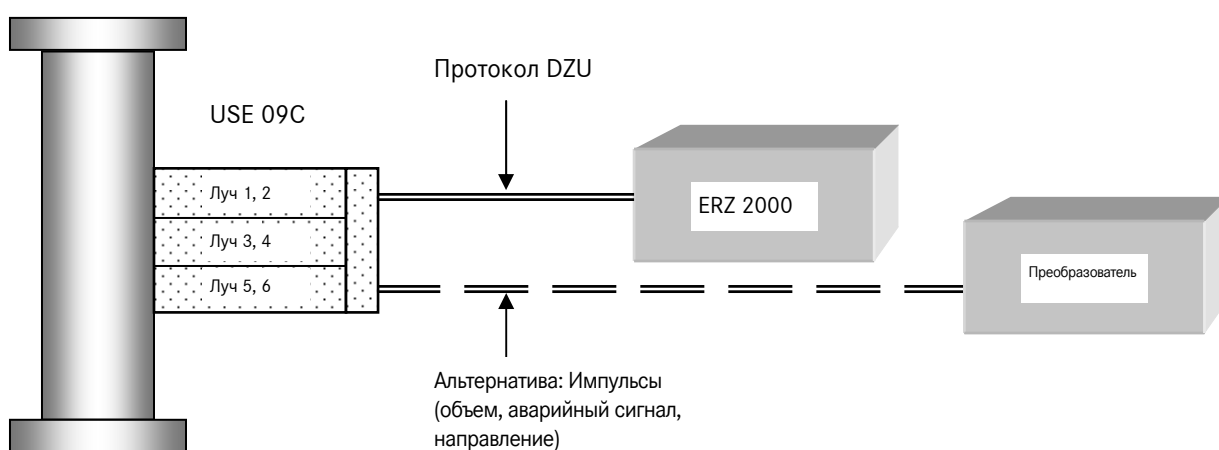 Протокол DZU
USE 09C
Луч 1, 2
Луч 3, 4
Луч 5, 6
ERZ 2000
Преобразователь
Альтернатива: Импульсы
(объем, аварийный сигнал,
направление)